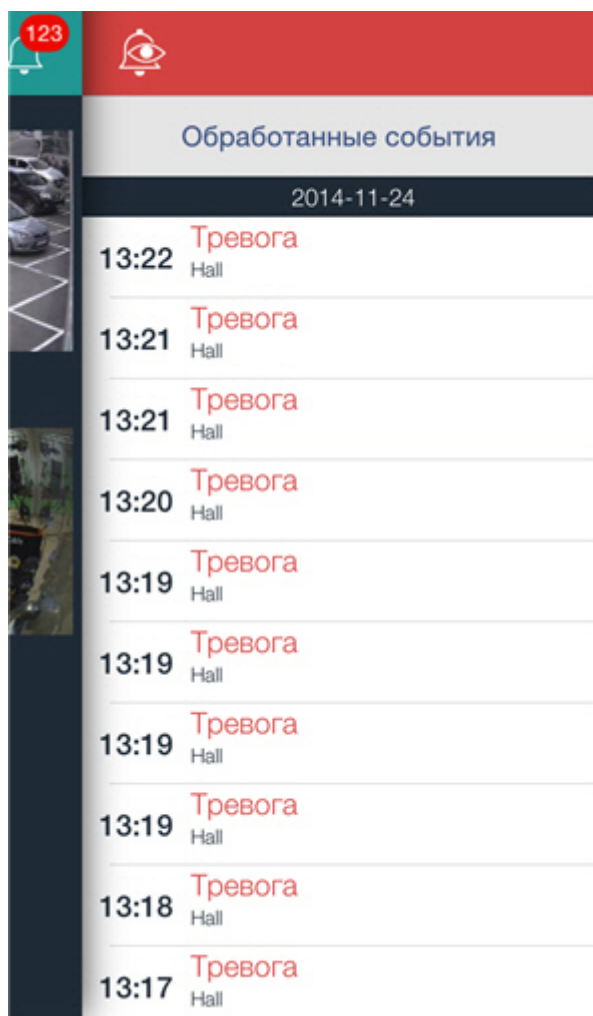 123
Обработанные события
2014-11-24
13:22 Тревога
Hall
13:21 Тревога
Hall
13:21 Тревога
Hall
13:20 Тревога
Hall
13:19 Тревога
Hall
13:19 Тревога
Hall
13:19 Тревога
Hall
13:19 Тревога
Hall
13:18 Тревога
Hall
13:17 Тревога
Hall